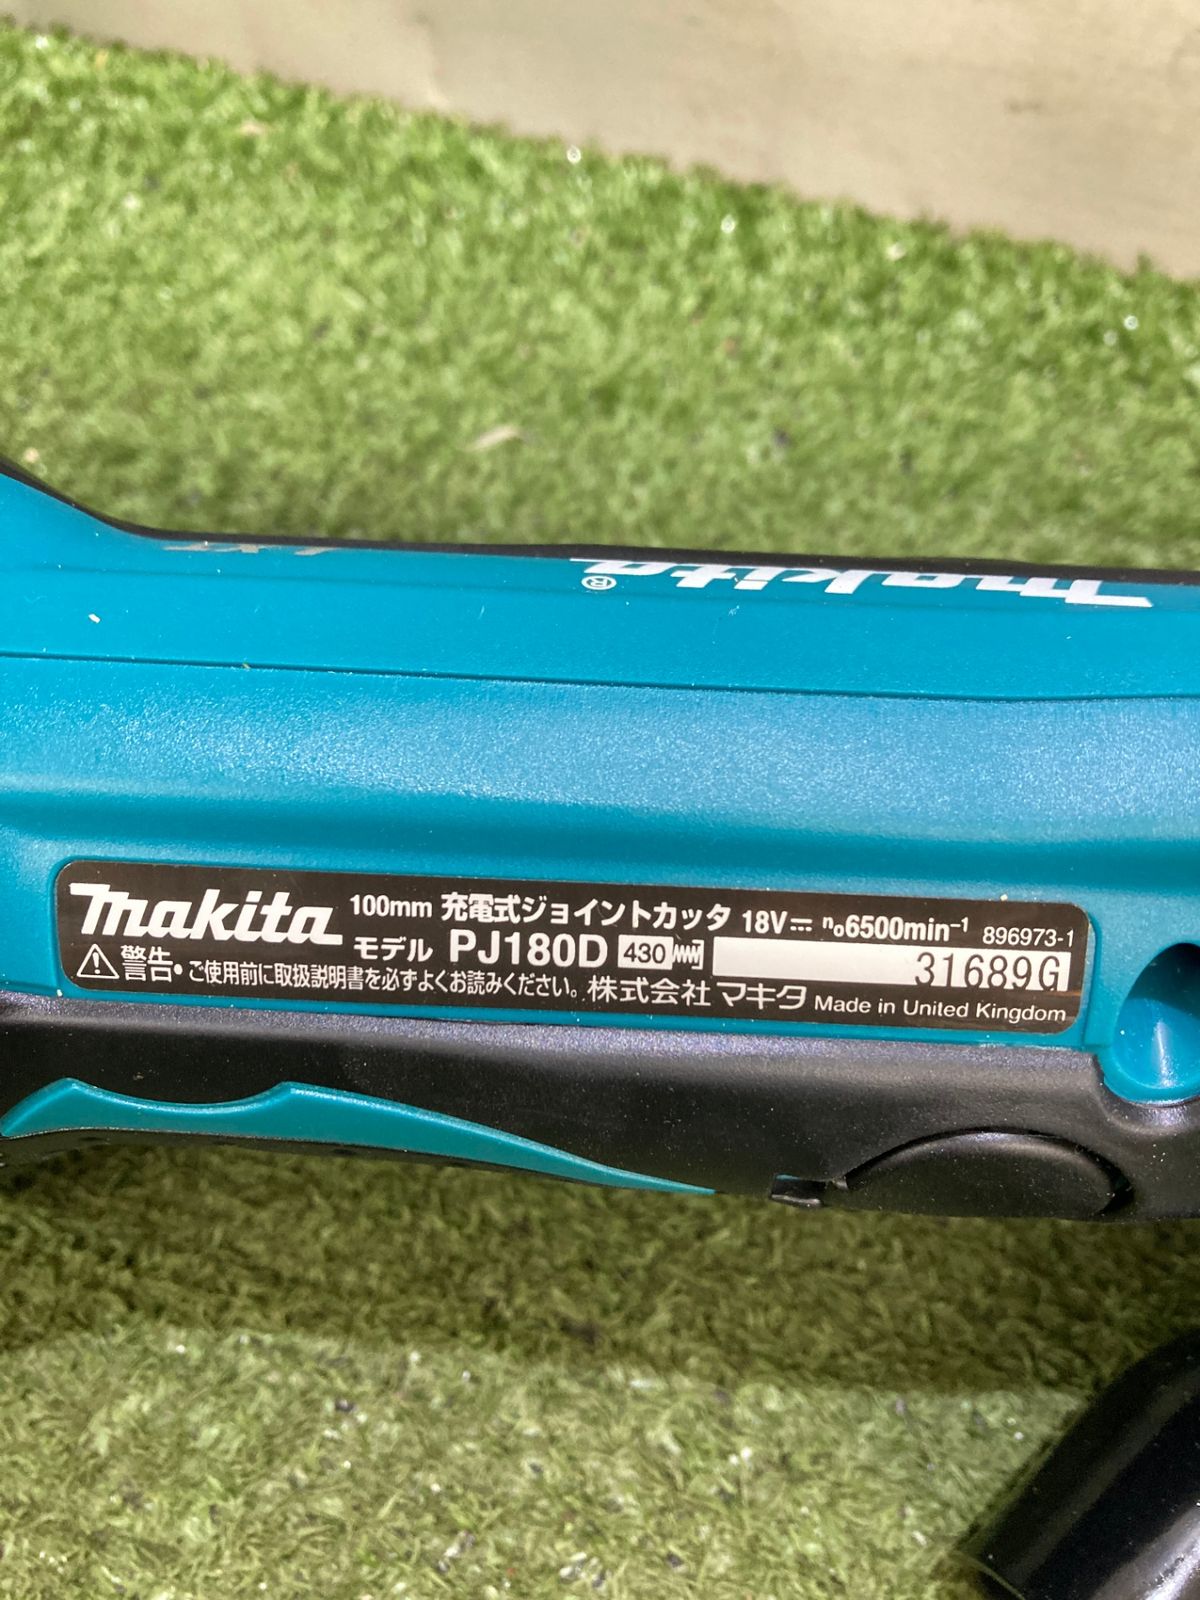 makita®
makita 100mm 充電式ジョイントカッタ 18V⎓ n₀6500min⁻¹ 896973-1
モデル PJ180D 430 31689G
⚠警告・ご使用前に取扱説明書を必ずよくお読みください。 株式会社 マキタ Made in United Kingdom